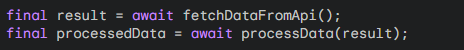 final result = await fetchDataFromApi();
final processedData = await processData(result);